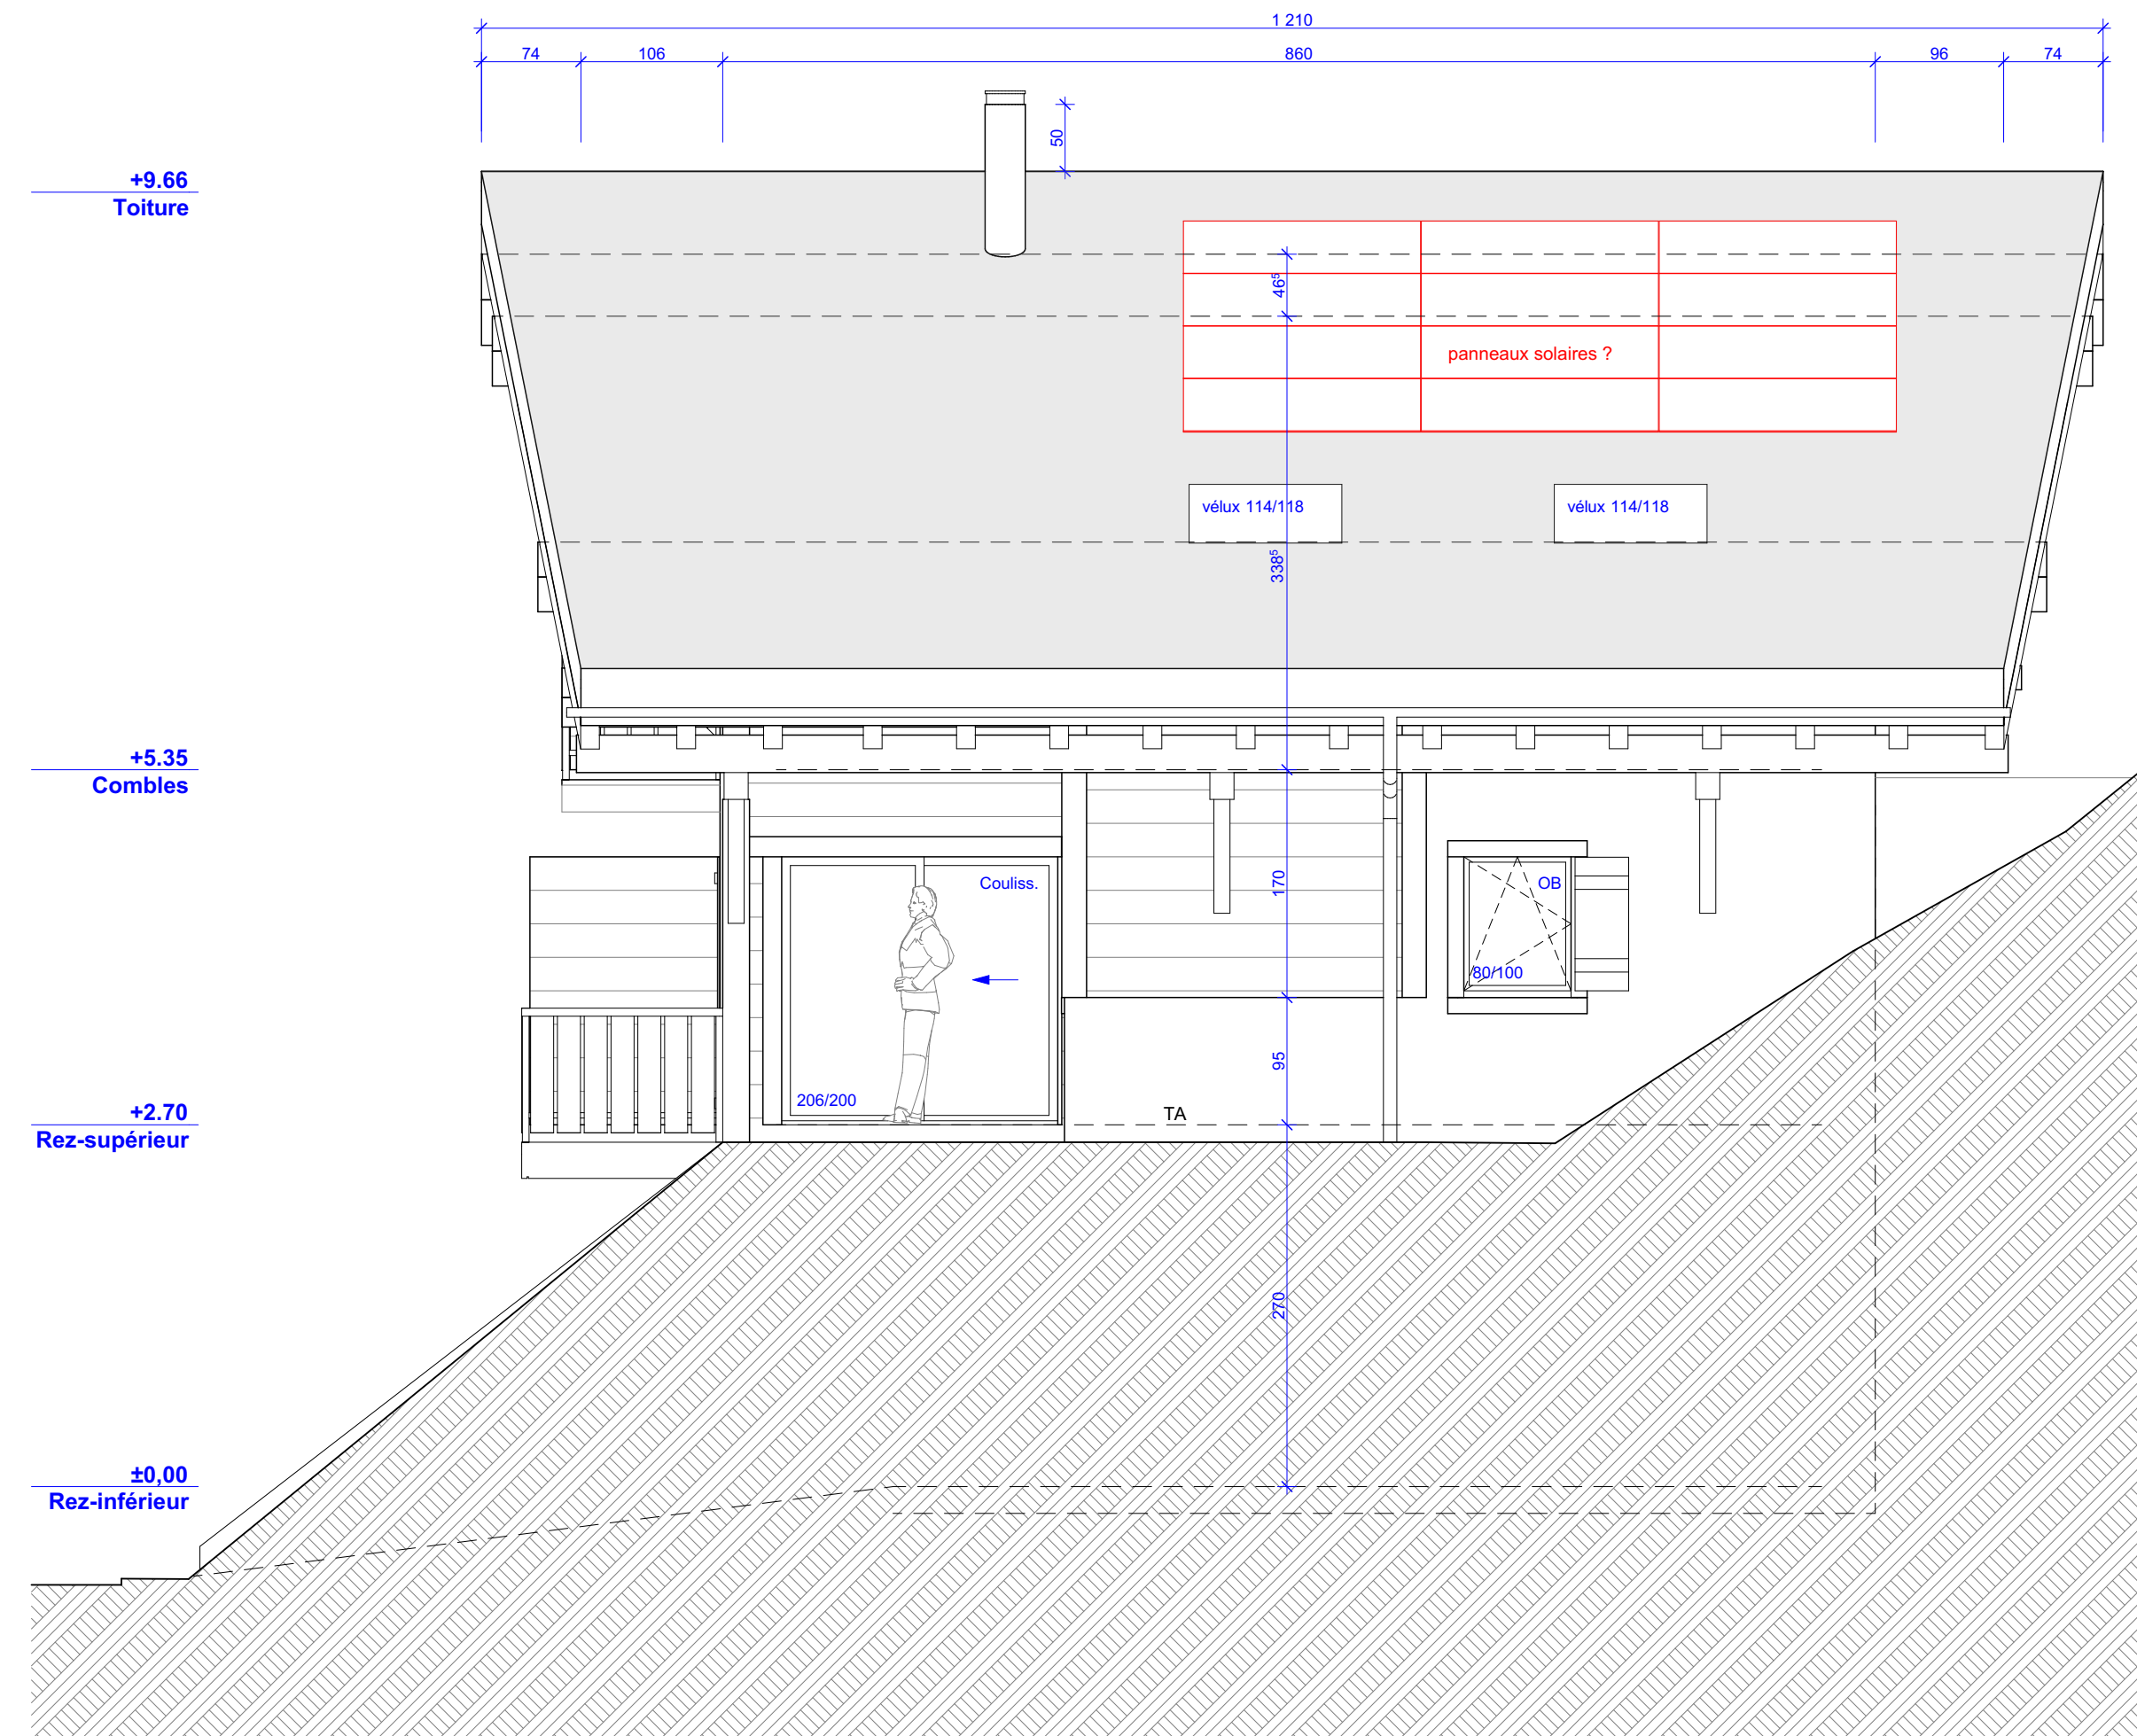 1 210
74 106 860 96 74
50
+9.66
Toiture
46⁵
panneaux solaires ?
vélux 114/118 vélux 114/118
338⁵
+5.35
Combles
170
Couliss.
OB
80/100
95
206/200
TA
+2.70
Rez-supérieur
270
±0,00
Rez-inférieur